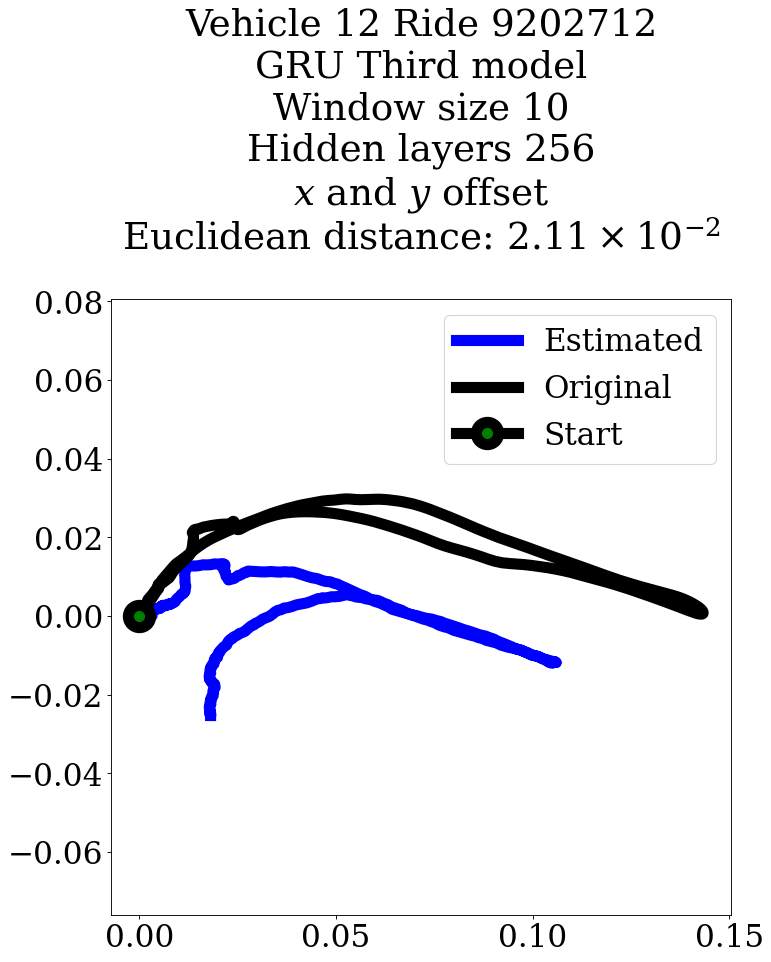 Vehicle 12 Ride 9202712
GRU Third model
Window size 10
Hidden layers 256
x and y offset
Euclidean distance: 2.11 × 10⁻²
Estimated
Original
Start
0.08
0.06
0.04
0.02
0.00
−0.02
−0.04
−0.06
0.00 0.05 0.10 0.15